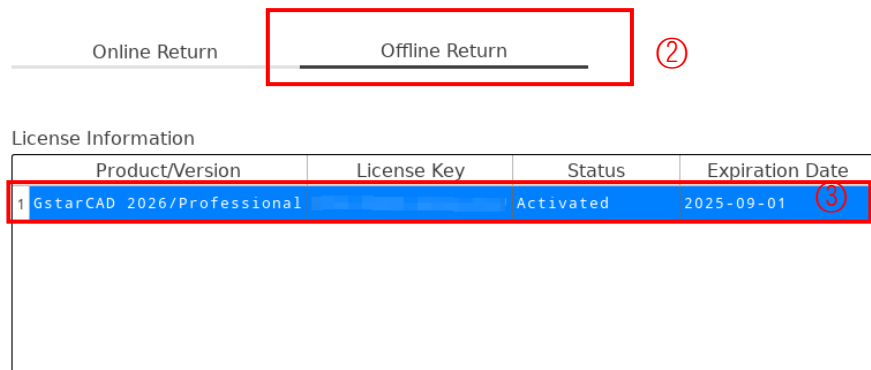 Online Return Offline Return ②
License Information
Product/Version License Key Status Expiration Date
1 GstarCAD 2026/Professional Activated 2025-09-01 ③